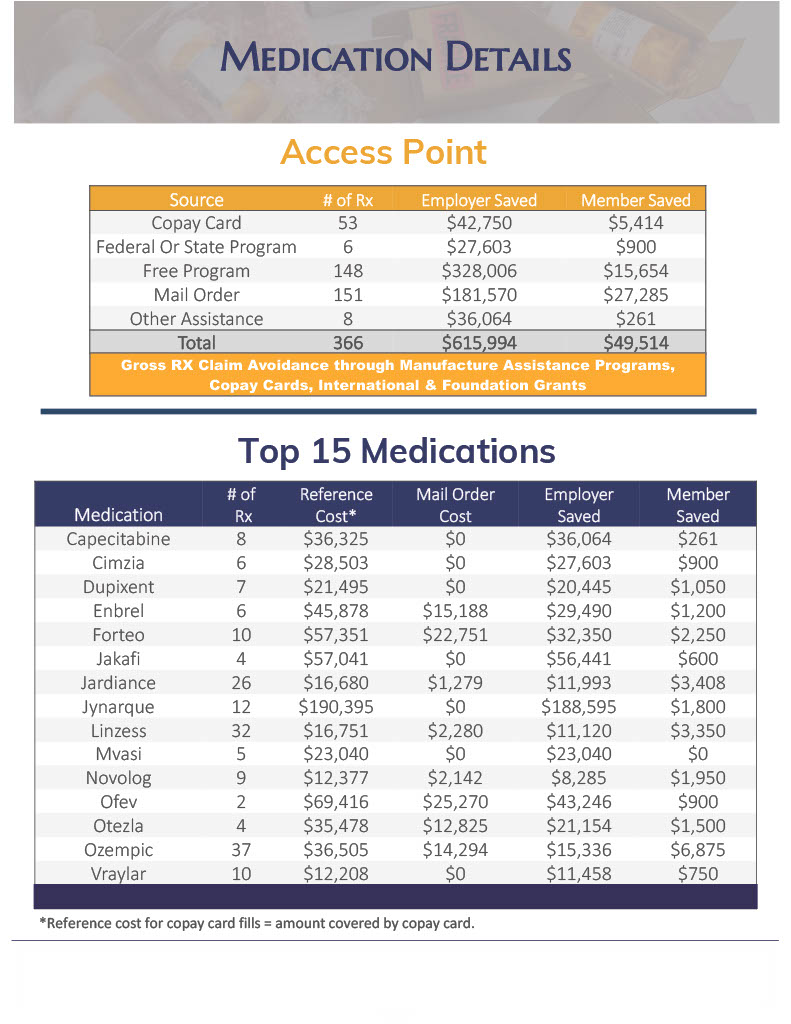 MEDICATION DETAILS
Access Point
Source # of Rx Employer Saved Member Saved
Copay Card 53 $42,750 $5,414
Federal Or State Program 6 $27,603 $900
Free Program 148 $328,006 $15,654
Mail Order 151 $181,570 $27,285
Other Assistance 8 $36,064 $261
Total 366 $615,994 $49,514
Gross RX Claim Avoidance through Manufacture Assistance Programs,
Copay Cards, International & Foundation Grants
Top 15 Medications
# of Reference Mail Order Employer Member
Medication Rx Cost* Cost Saved Saved
Capecitabine 8 $36,325 $0 $36,064 $261
Cimzia 6 $28,503 $0 $27,603 $900
Dupixent 7 $21,495 $0 $20,445 $1,050
Enbrel 6 $45,878 $15,188 $29,490 $1,200
Forteo 10 $57,351 $22,751 $32,350 $2,250
Jakafi 4 $57,041 $0 $56,441 $600
Jardiance 26 $16,680 $1,279 $11,993 $3,408
Jynarque 12 $190,395 $0 $188,595 $1,800
Linzess 32 $16,751 $2,280 $11,120 $3,350
Mvasi 5 $23,040 $0 $23,040 $0
Novolog 9 $12,377 $2,142 $8,285 $1,950
Ofev 2 $69,416 $25,270 $43,246 $900
Otezla 4 $35,478 $12,825 $21,154 $1,500
Ozempic 37 $36,505 $14,294 $15,336 $6,875
Vraylar 10 $12,208 $0 $11,458 $750
*Reference cost for copay card fills = amount covered by copay card.